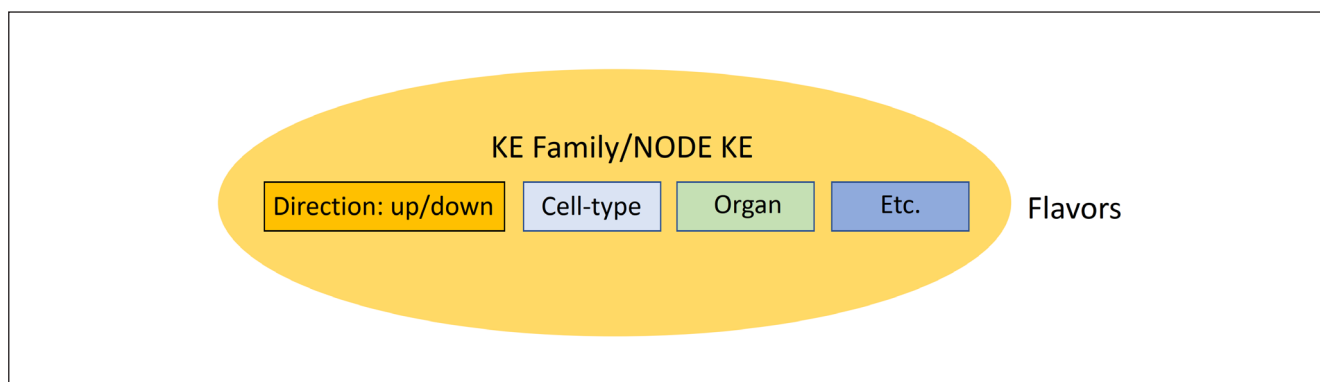 KE Family/NODE KE
Direction: up/down Cell-type Organ Etc. Flavors